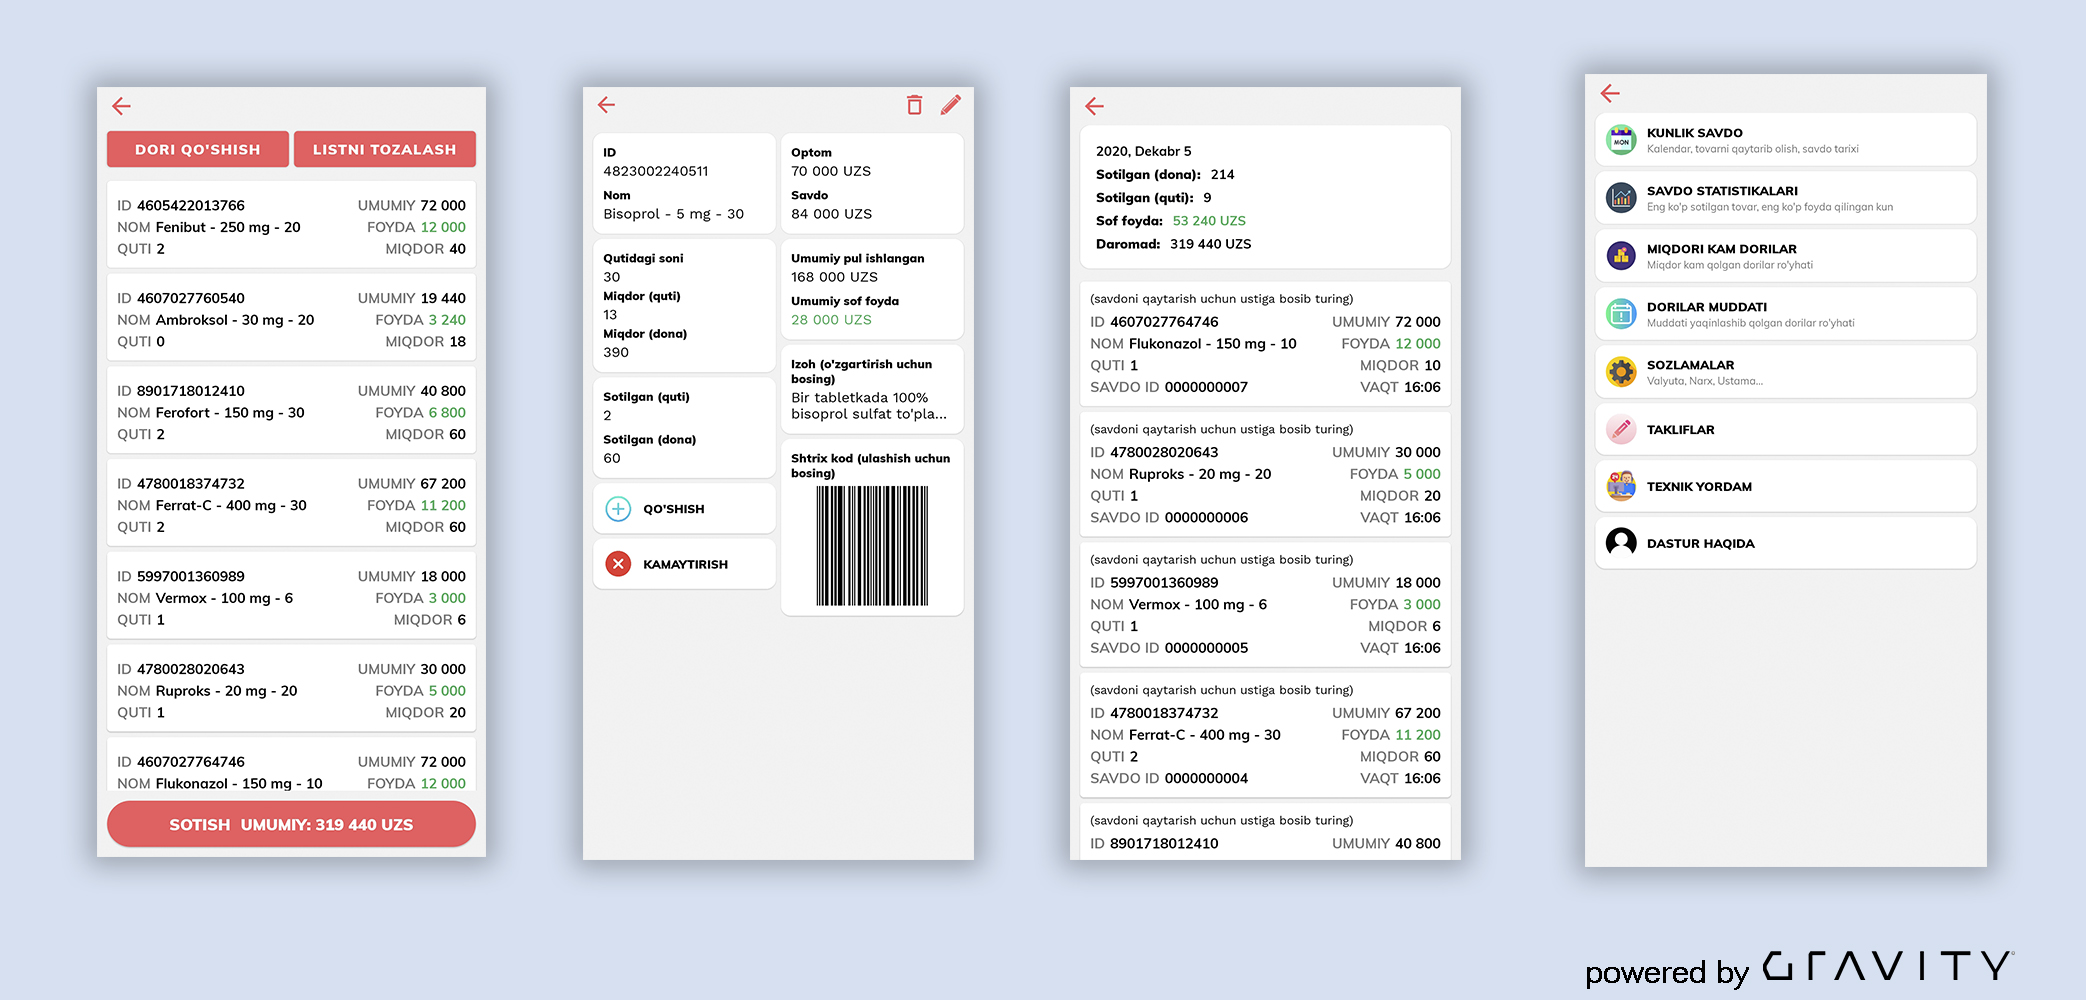 DORI QO'SHISH
LISTNI TOZALASH
ID 4605422013766 UMUMIY 72 000
NOM Fenibut - 250 mg - 20 FOYDA 12 000
QUTI 2 MIQDOR 40
ID 4607027760540 UMUMIY 19 440
NOM Ambroksol - 30 mg - 20 FOYDA 3 240
QUTI 0 MIQDOR 18
ID 8901718012410 UMUMIY 40 800
NOM Ferofort - 150 mg - 30 FOYDA 6 800
QUTI 2 MIQDOR 60
ID 4780018374732 UMUMIY 67 200
NOM Ferrat-C - 400 mg - 30 FOYDA 11 200
QUTI 2 MIQDOR 60
ID 5997001360989 UMUMIY 18 000
NOM Vermox - 100 mg - 6 FOYDA 3 000
QUTI 1 MIQDOR 6
ID 4780028020643 UMUMIY 30 000
NOM Ruproks - 20 mg - 20 FOYDA 5 000
QUTI 1 MIQDOR 20
ID 4607027764746 UMUMIY 72 000
NOM Flukonazol - 150 mg - 10 FOYDA 12 000
SOTISH UMUMIY: 319 440 UZS
ID
4823002240511
Nom
Bisoprol - 5 mg - 30
Qutidagi soni
30
Miqdor (quti)
13
Miqdor (dona)
390
Sotilgan (quti)
2
Sotilgan (dona)
60
QO'SHISH
KAMAYTIRISH
Optom
70 000 UZS
Savdo
84 000 UZS
Umumiy pul ishlangan
168 000 UZS
Umumiy sof foyda
28 000 UZS
Izoh (o'zgartirish uchun
bosing)
Bir tabletkada 100%
bisoprol sulfat to'pla...
Shtrix kod (ulashish uchun
bosing)
2020, Dekabr 5
Sotilgan (dona): 214
Sotilgan (quti): 9
Sof foyda: 53 240 UZS
Daromad: 319 440 UZS
(savdoni qaytarish uchun ustiga bosib turing)
ID 4607027764746 UMUMIY 72 000
NOM Flukonazol - 150 mg - 10 FOYDA 12 000
QUTI 1 MIQDOR 10
SAVDO ID 0000000007 VAQT 16:06
(savdoni qaytarish uchun ustiga bosib turing)
ID 4780028020643 UMUMIY 30 000
NOM Ruproks - 20 mg - 20 FOYDA 5 000
QUTI 1 MIQDOR 20
SAVDO ID 0000000006 VAQT 16:06
(savdoni qaytarish uchun ustiga bosib turing)
ID 5997001360989 UMUMIY 18 000
NOM Vermox - 100 mg - 6 FOYDA 3 000
QUTI 1 MIQDOR 6
SAVDO ID 0000000005 VAQT 16:06
(savdoni qaytarish uchun ustiga bosib turing)
ID 4780018374732 UMUMIY 67 200
NOM Ferrat-C - 400 mg - 30 FOYDA 11 200
QUTI 2 MIQDOR 60
SAVDO ID 0000000004 VAQT 16:06
(savdoni qaytarish uchun ustiga bosib turing)
ID 8901718012410 UMUMIY 40 800
MON
KUNLIK SAVDO
Kalendar, tovarni qaytarib olish, savdo tarixi
SAVDO STATISTIKALARI
Eng ko'p sotilgan tovar, eng ko'p foyda qilingan kun
MIQDORI KAM DORILAR
Miqdor kam qolgan dorilar ro'yhati
DORILAR MUDDATI
Muddati yaqinlashib qolgan dorilar ro'yhati
SOZLAMALAR
Valyuta, Narx, Ustama...
TAKLIFLAR
TEXNIK YORDAM
DASTUR HAQIDA
powered by GRAVITY